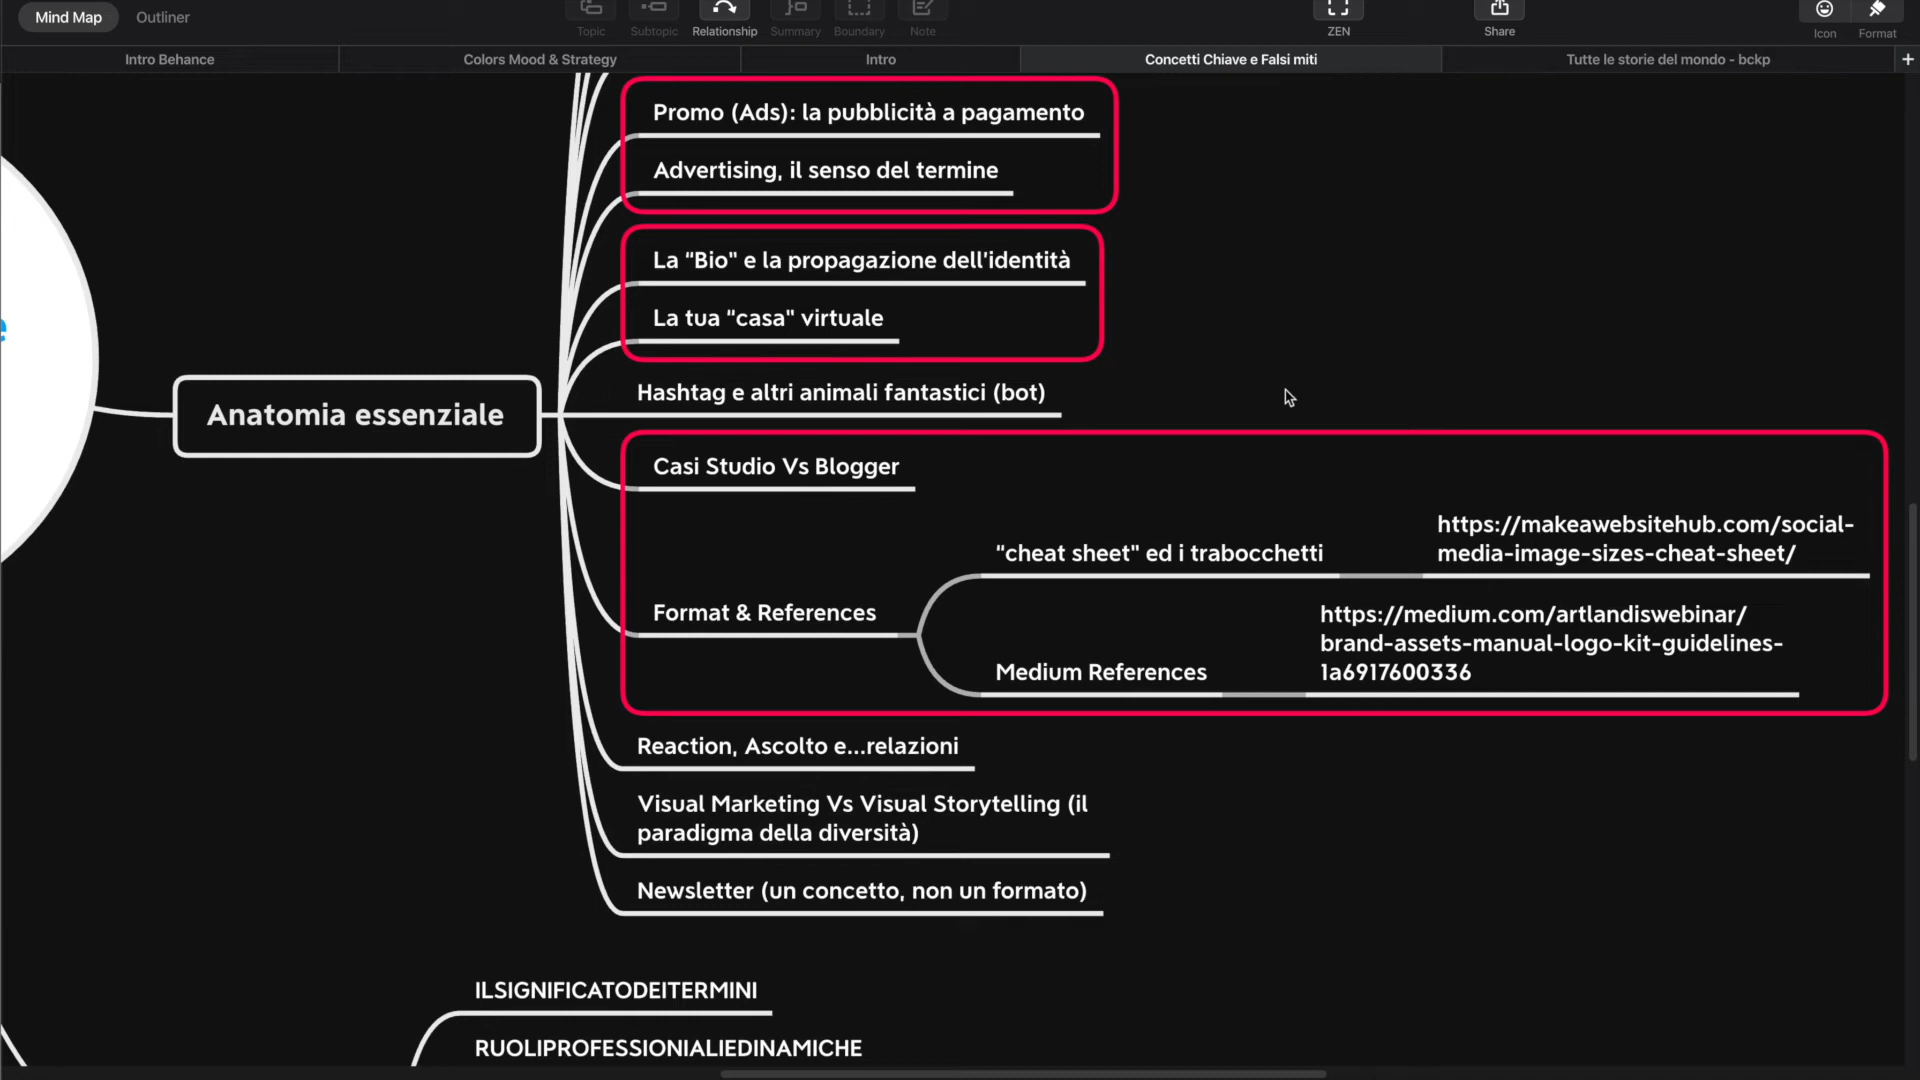 Mind Map
Outliner
Topic
Subtopic
Relationship
Summary
Boundary
Note
ZEN
Share
Icon
Format
Intro Behance
Colors Mood & Strategy
Intro
Concetti Chiave e Falsi miti
Tutte le storie del mondo - bckp
+
Promo (Ads): la pubblicità a pagamento
Advertising, il senso del termine
La “Bio” e la propagazione dell'identità
La tua “casa” virtuale
Anatomia essenziale
Hashtag e altri animali fantastici (bot)
Casi Studio Vs Blogger
Format & References
“cheat sheet” ed i trabocchetti
https://makeawebsitehub.com/social-
media-image-sizes-cheat-sheet/
Medium References
https://medium.com/artlandiswebinar/
brand-assets-manual-logo-kit-guidelines-
1a6917600336
Reaction, Ascolto e...relazioni
Visual Marketing Vs Visual Storytelling (il
paradigma della diversità)
Newsletter (un concetto, non un formato)
ILSIGNIFICATODEITERMINI
RUOLIPROFESSIONIALIEDINAMICHE